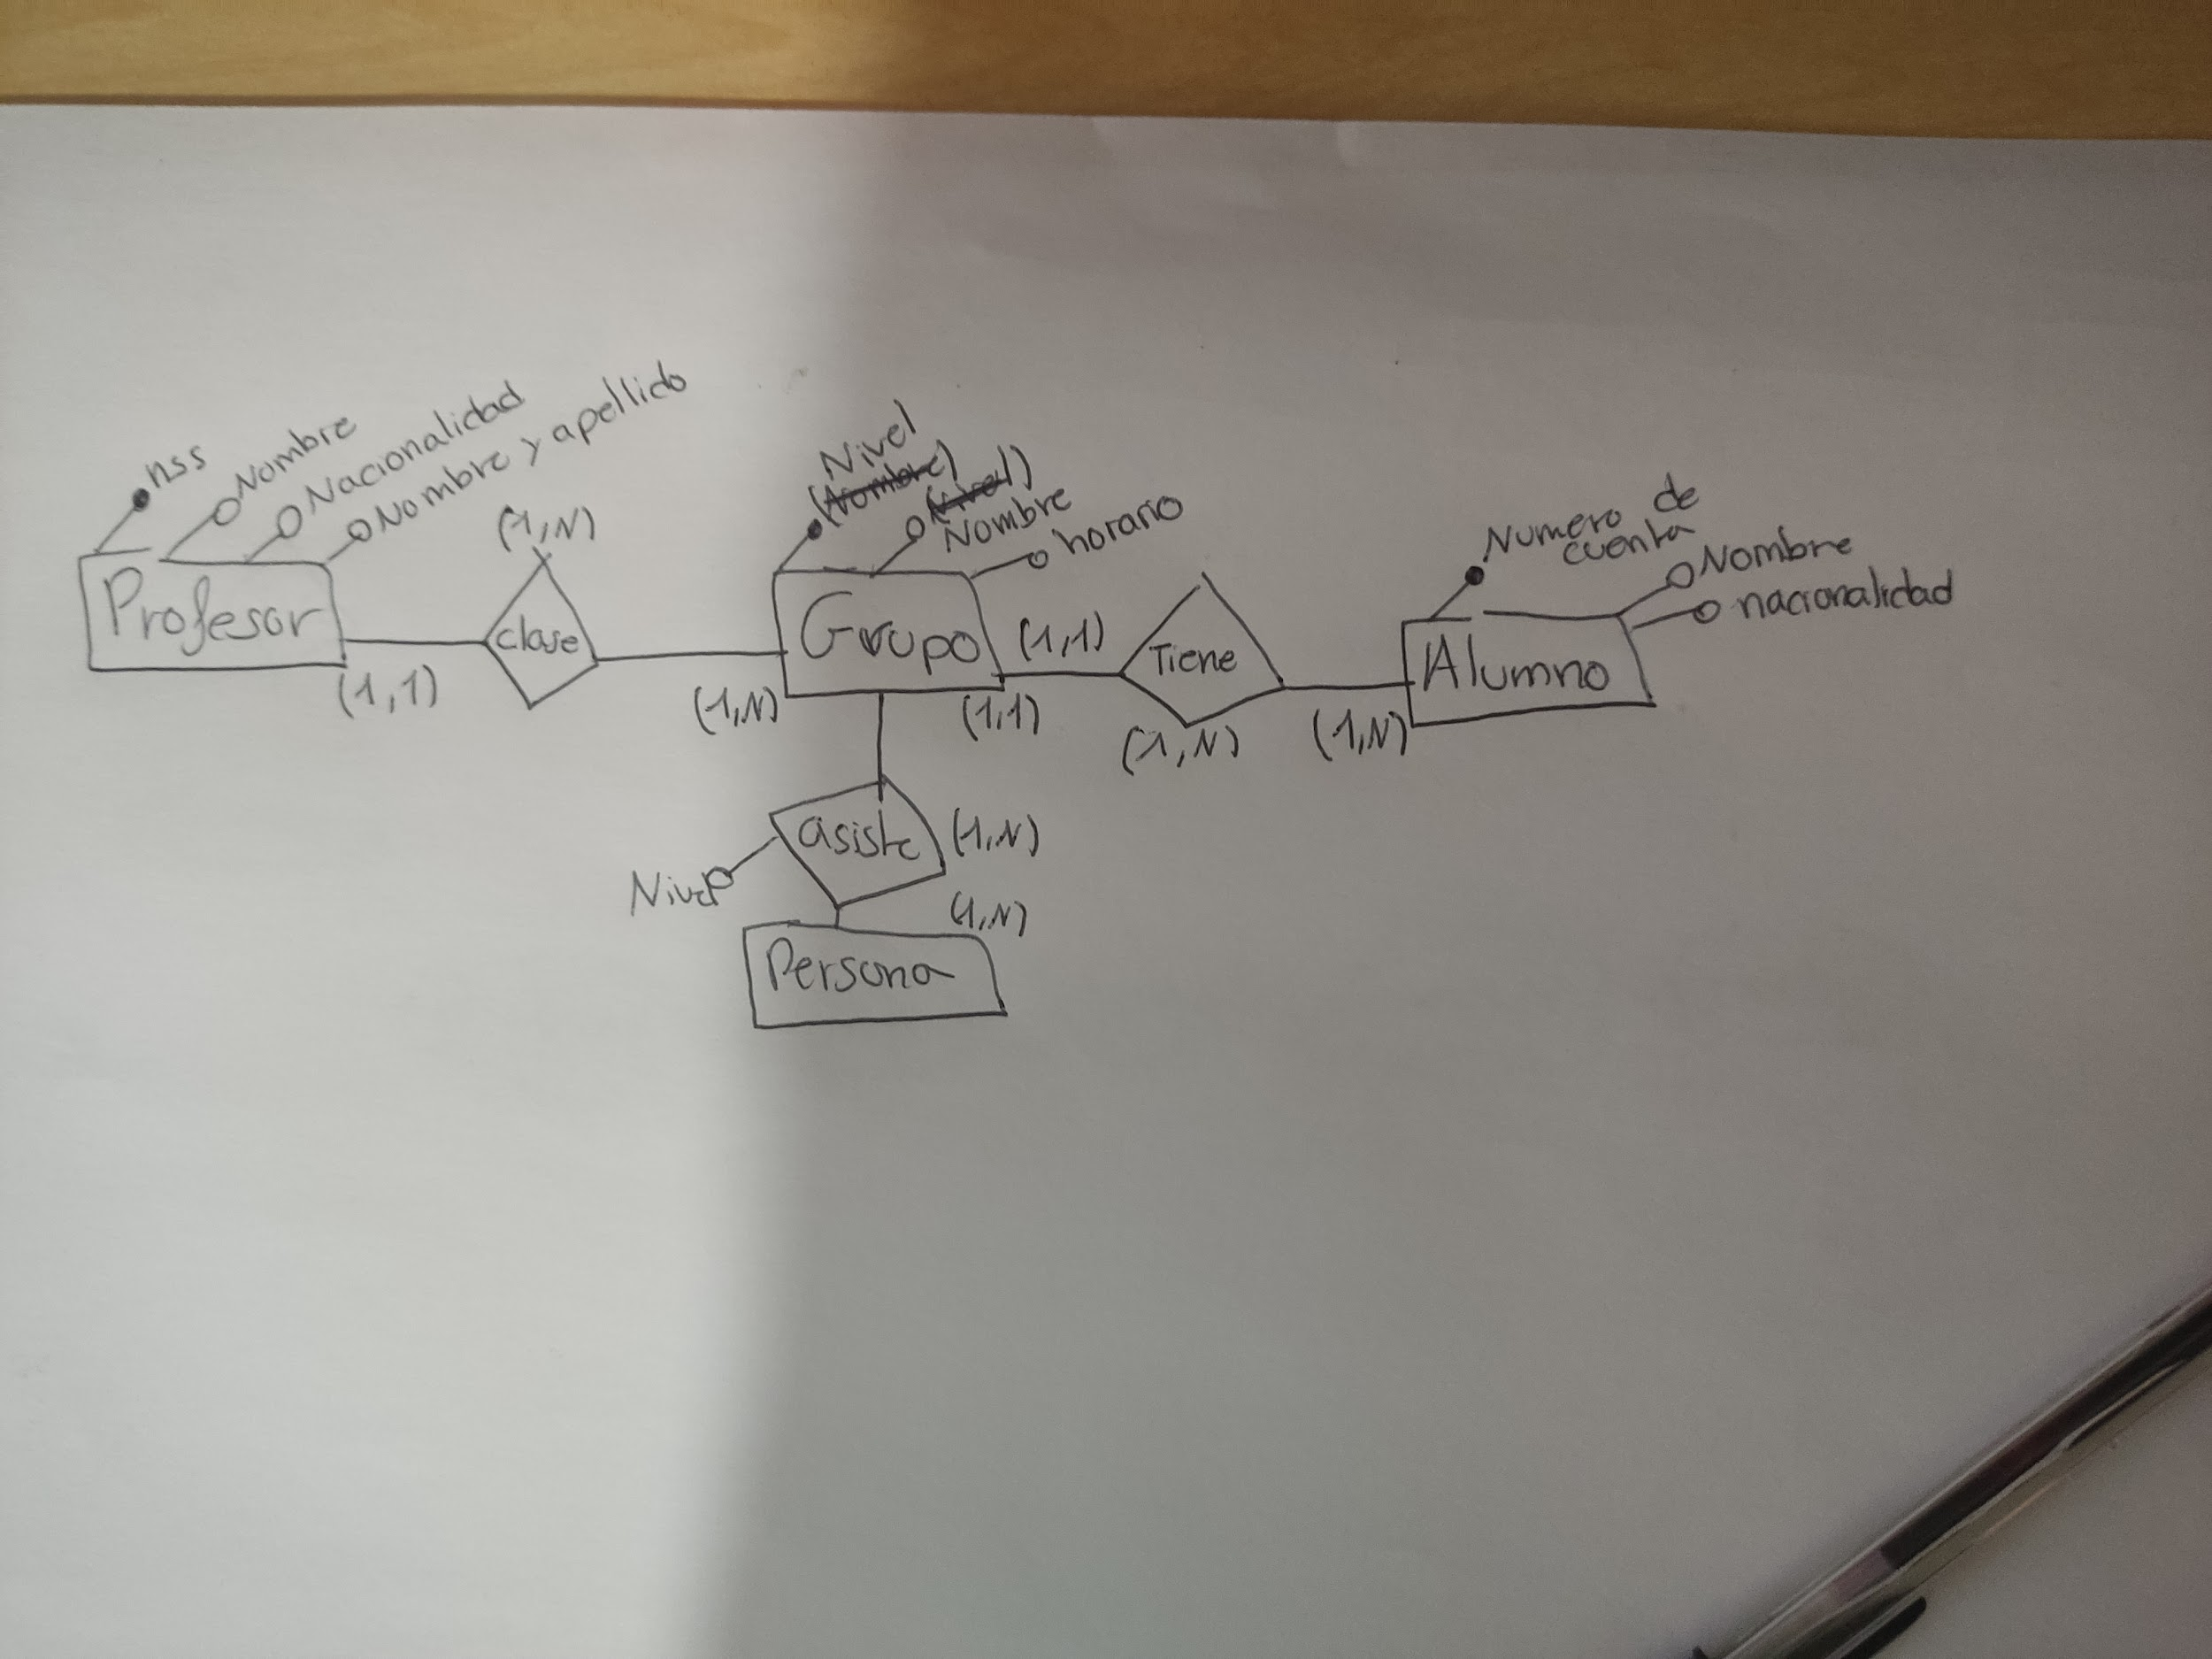 nss
Nombre
Nacionalidad
Nombre y apellido
Profesor
(1,1)
(1,N)
clase
(1,N)
Nivel
(Nombre)
(Nivel)
Nombre
horario
Grupo
(1,1)
(1,1)
Tiene
(1,N)
(1,N)
Numero de
cuenta
Nombre
nacionalidad
Alumno
asiste
(1,N)
Nivel
(1,N)
Persona